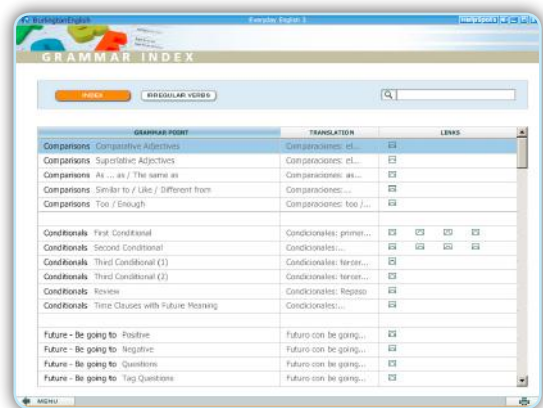 BurlingtonEnglish Everyday English 3
GRAMMAR INDEX
INDEX IRREGULAR VERBS
GRAMMAR POINT TRANSLATION LINKS
Comparisons Comparative Adjectives Comparaciones: el...
Comparisons Superlative Adjectives Comparaciones: el...
Comparisons As ... as / The same as Comparaciones: as...
Comparisons Similar to / Like / Different from Comparaciones:...
Comparisons Too / Enough Comparaciones: too /...
Conditionals First Conditional Condicionales: primer...
Conditionals Second Conditional Condicionales:...
Conditionals Third Conditional (1) Condicionales: tercer...
Conditionals Third Conditional (2) Condicionales: tercer...
Conditionals Review Condicionales: Repaso
Conditionals Time Clauses with Future Meaning Condicionales:...
Future - Be going to Positive Futuro con be going...
Future - Be going to Negative Futuro con be going...
Future - Be going to Questions Futuro con be going...
Future - Be going to Tag Questions Futuro con be going...
MENU